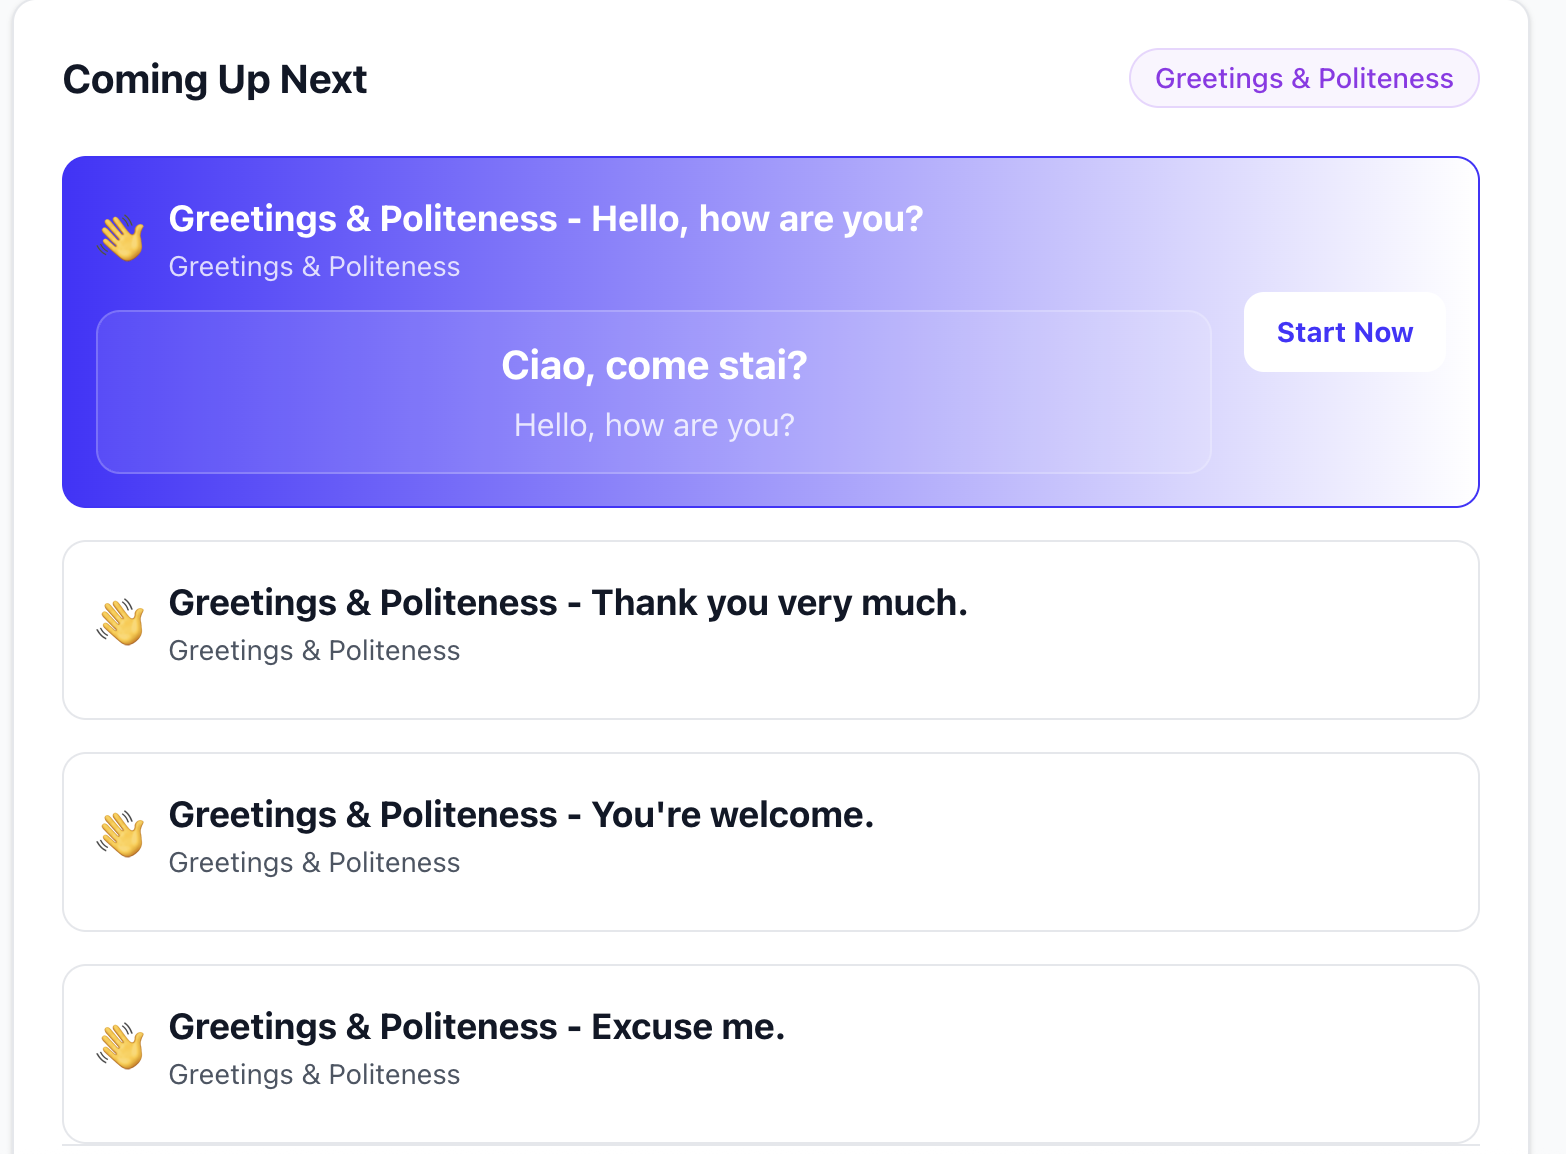 Coming Up Next
Greetings & Politeness
Greetings & Politeness - Hello, how are you?
Greetings & Politeness
Ciao, come stai?
Hello, how are you?
Start Now
Greetings & Politeness - Thank you very much.
Greetings & Politeness
Greetings & Politeness - You're welcome.
Greetings & Politeness
Greetings & Politeness - Excuse me.
Greetings & Politeness